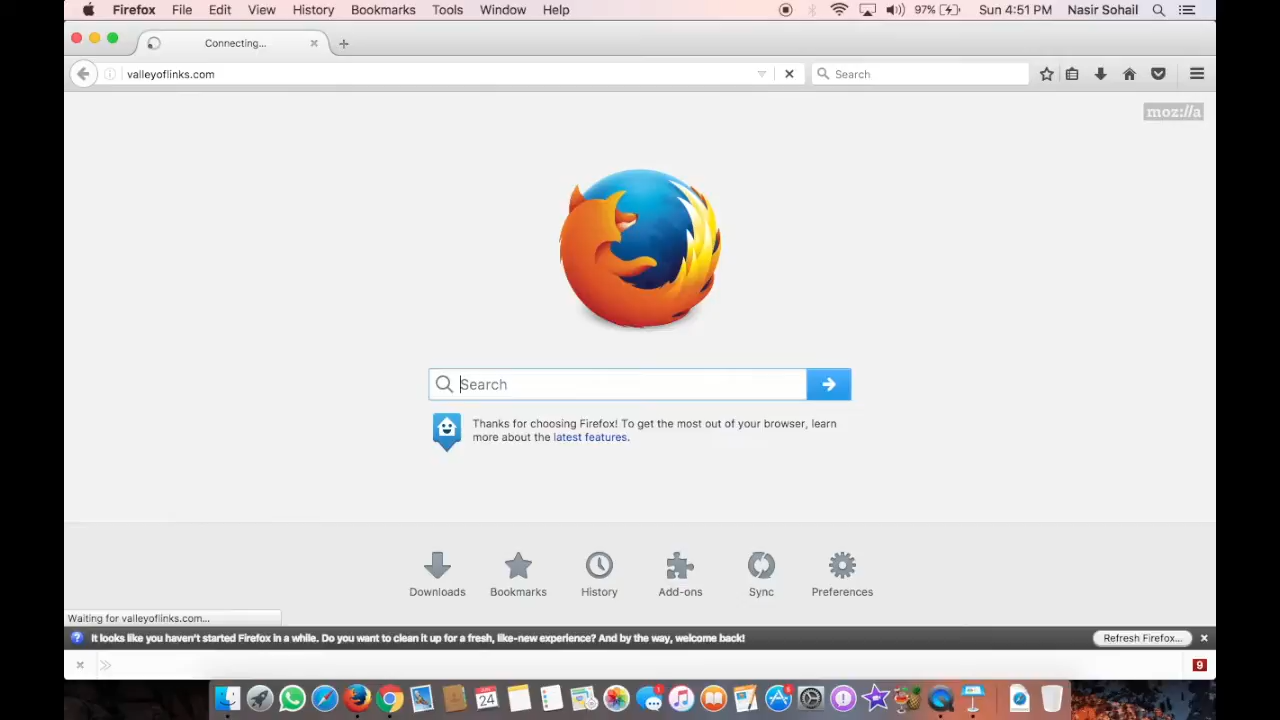 Firefox File Edit View History Bookmarks Tools Window Help 97% Sun 4:51 PM Nasir Sohail
Connecting...
valleyoflinks.com Search
moz://a
Search
Thanks for choosing Firefox! To get the most out of your browser, learn
more about the latest features.
Downloads Bookmarks History Add-ons Sync Preferences
Waiting for valleyoflinks.com...
It looks like you haven't started Firefox in a while. Do you want to clean it up for a fresh, like-new experience? And by the way, welcome back! Refresh Firefox...
9
24